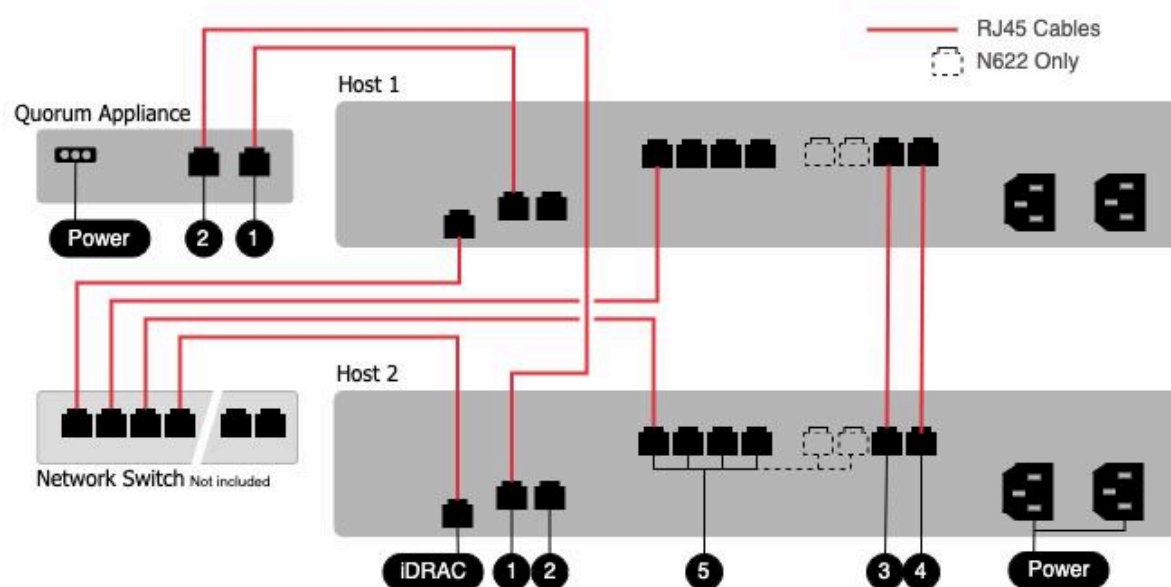 RJ45 Cables
N622 Only
Host 1
Quorum Appliance
Power 2 1
Host 2
Network Switch Not included
iDRAC 1 2 5 3 4 Power